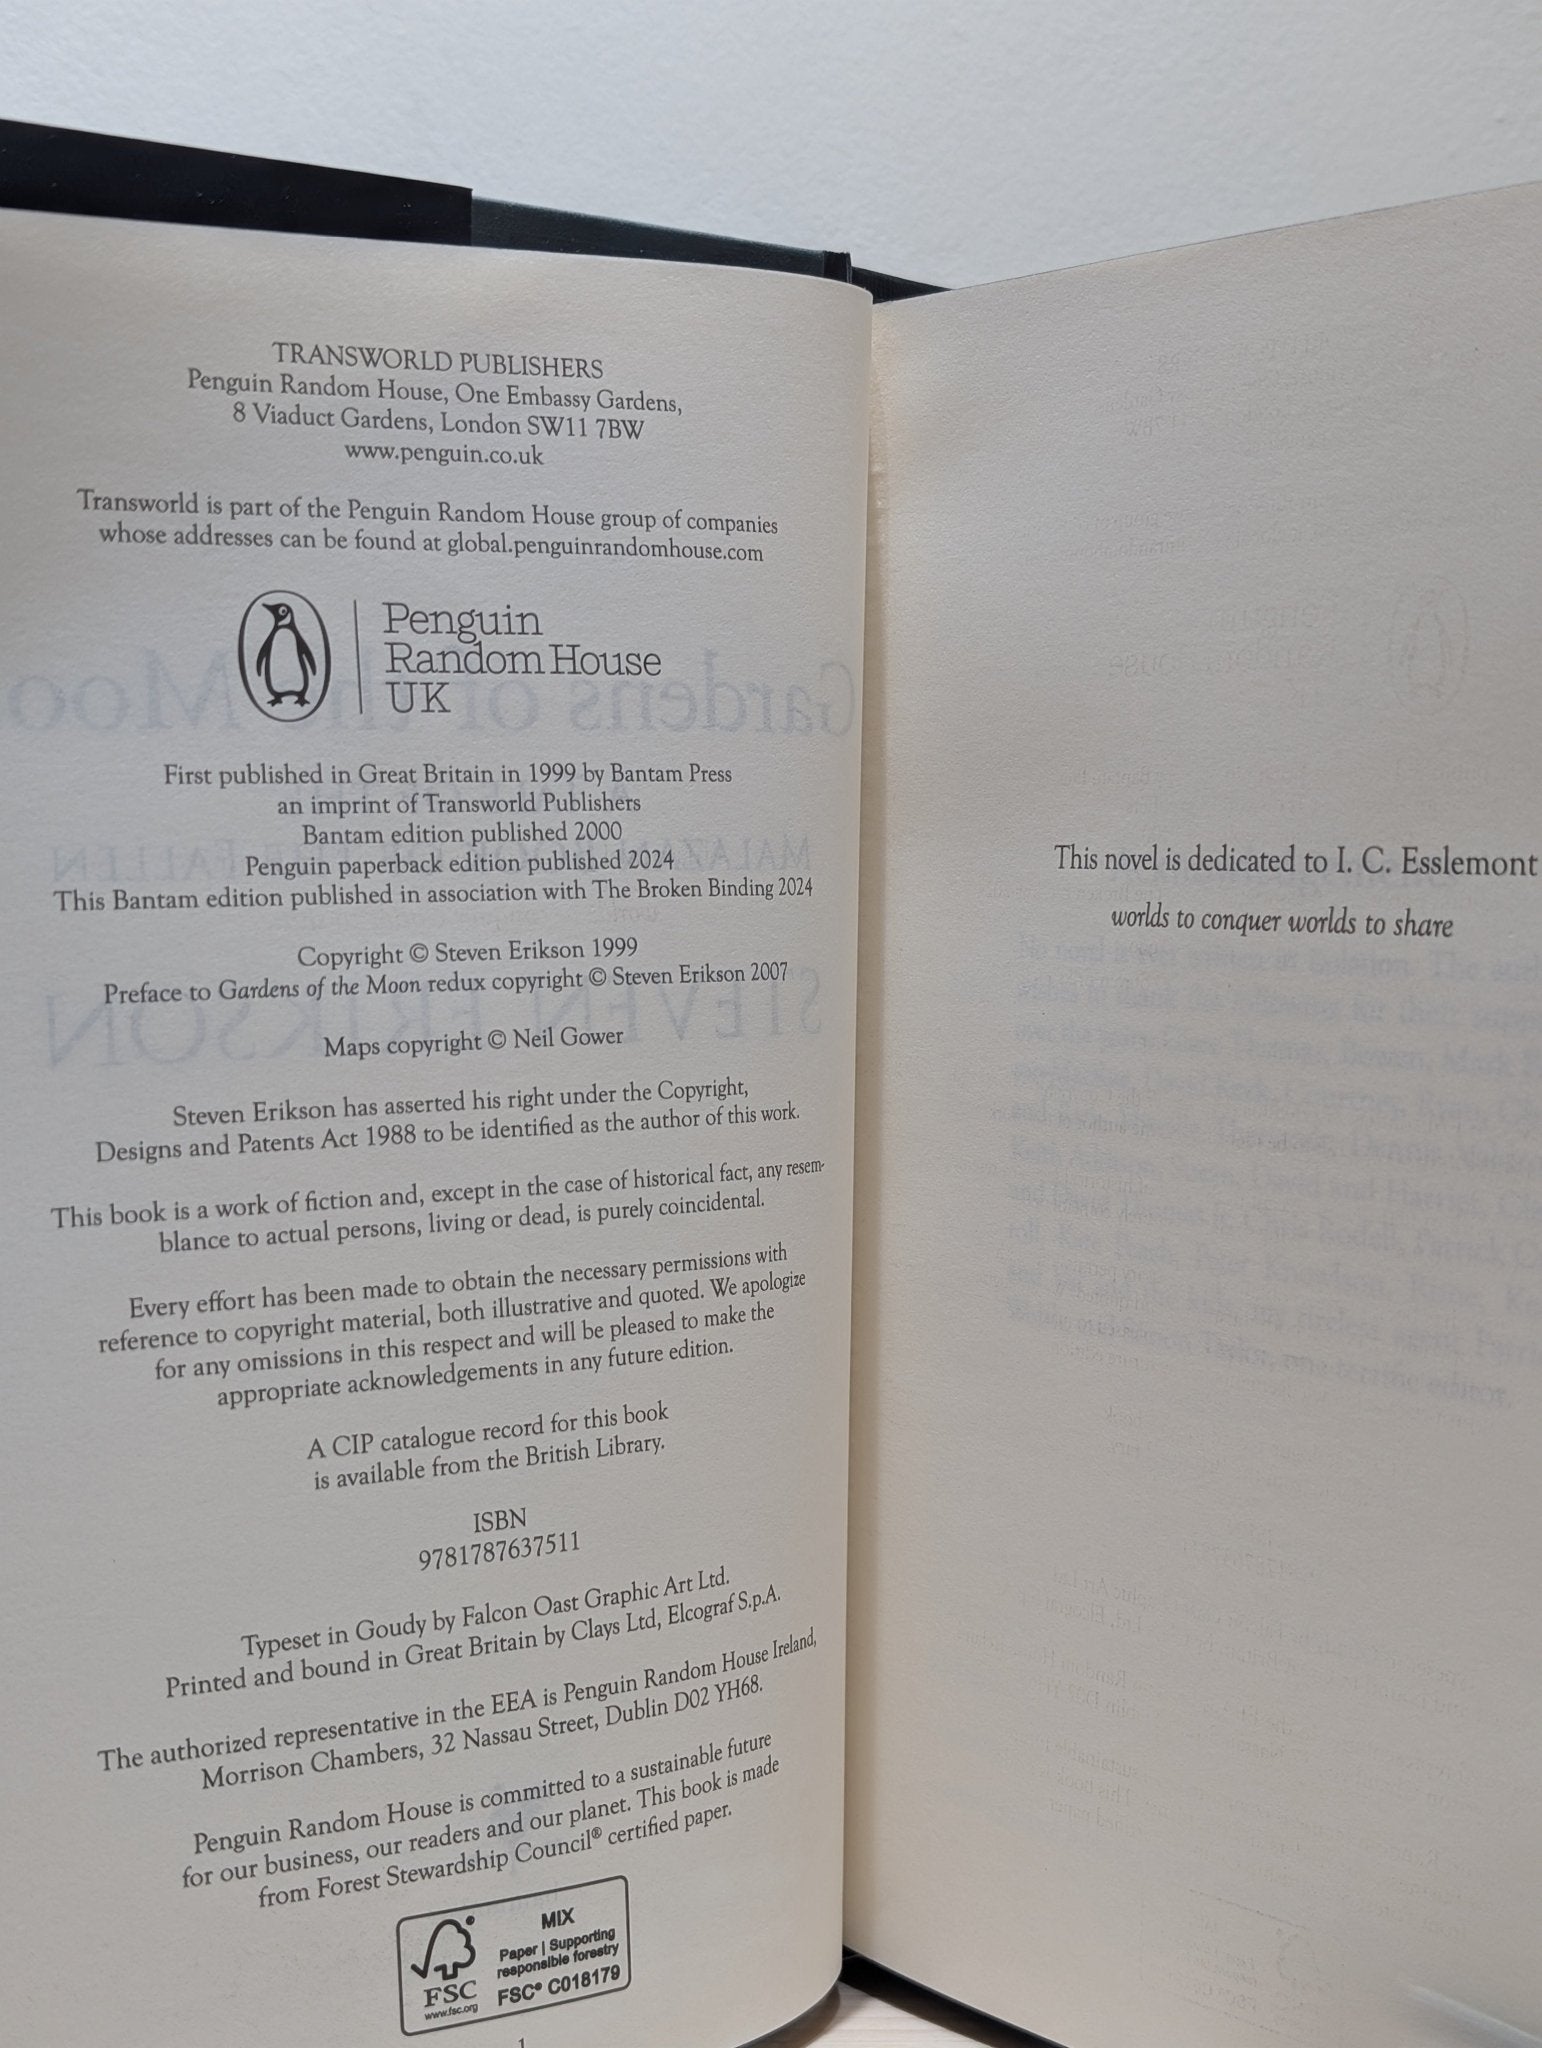 TRANSWORLD PUBLISHERS
Penguin Random House, One Embassy Gardens,
8 Viaduct Gardens, London SW11 7BW
www.penguin.co.uk
Transworld is part of the Penguin Random House group of companies
whose addresses can be found at global.penguinrandomhouse.com
Penguin
Random House
UK
First published in Great Britain in 1999 by Bantam Press
an imprint of Transworld Publishers
Bantam edition published 2000
Penguin paperback edition published 2024
This Bantam edition published in association with The Broken Binding 2024
Copyright © Steven Erikson 1999
Preface to Gardens of the Moon redux copyright © Steven Erikson 2007
Maps copyright © Neil Gower
Steven Erikson has asserted his right under the Copyright,
Designs and Patents Act 1988 to be identified as the author of this work.
This book is a work of fiction and, except in the case of historical fact, any resem-
blance to actual persons, living or dead, is purely coincidental.
Every effort has been made to obtain the necessary permissions with
reference to copyright material, both illustrative and quoted. We apologize
for any omissions in this respect and will be pleased to make the
appropriate acknowledgements in any future edition.
A CIP catalogue record for this book
is available from the British Library.
ISBN
9781787637511
Typeset in Goudy by Falcon Oast Graphic Art Ltd.
Printed and bound in Great Britain by Clays Ltd, Elcograf S.p.A.
The authorized representative in the EEA is Penguin Random House Ireland,
Morrison Chambers, 32 Nassau Street, Dublin D02 YH68.
Penguin Random House is committed to a sustainable future
for our business, our readers and our planet. This book is made
from Forest Stewardship Council® certified paper.
FSC
www.fsc.org
MIX
Paper | Supporting
responsible forestry
FSC® C018179
1
This novel is dedicated to I. C. Esslemont
worlds to conquer worlds to share